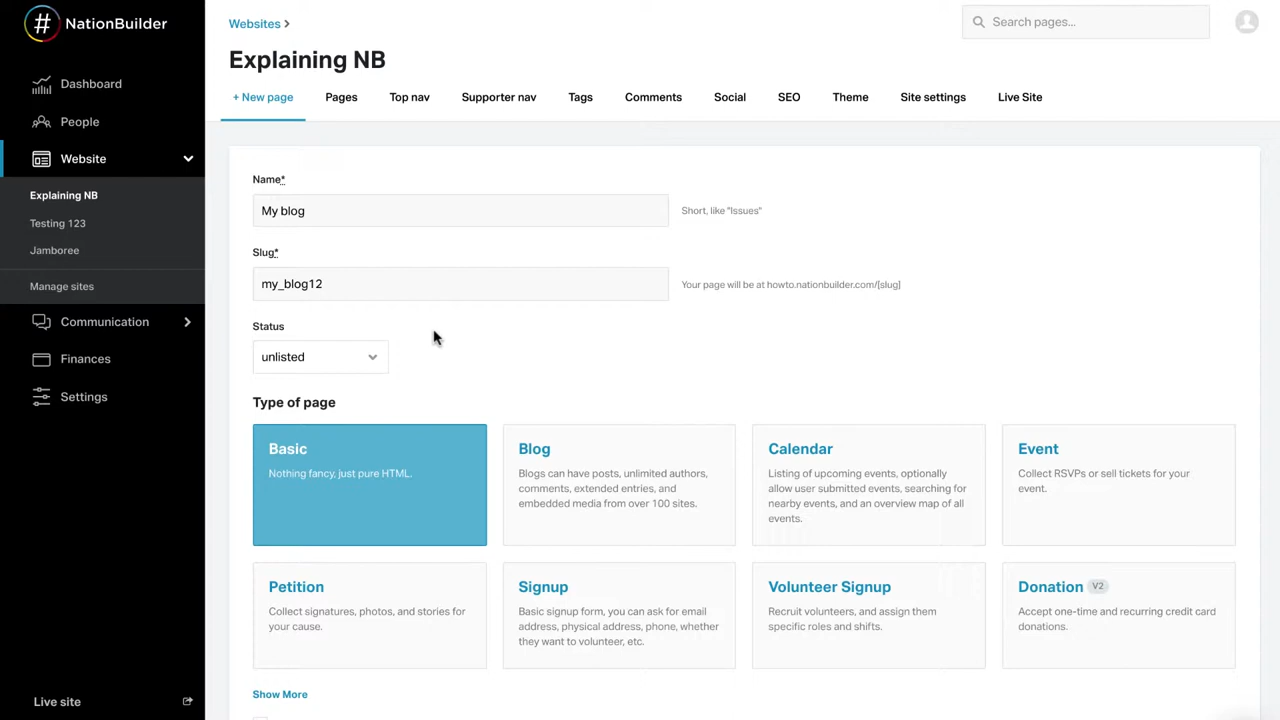 # NationBuilder
Dashboard
People
Website
Explaining NB
Testing 123
Jamboree
Manage sites
Communication
Finances
Settings
Live site
Websites >
Search pages...
Explaining NB
+ New page
Pages
Top nav
Supporter nav
Tags
Comments
Social
SEO
Theme
Site settings
Live Site
Name*
My blog
Short, like "Issues"
Slug*
my_blog12
Your page will be at howto.nationbuilder.com/[slug]
Status
unlisted
Type of page
Basic
Nothing fancy, just pure HTML.
Blog
Blogs can have posts, unlimited authors,
comments, extended entries, and
embedded media from over 100 sites.
Calendar
Listing of upcoming events, optionally
allow user submitted events, searching for
nearby events, and an overview map of all
events.
Event
Collect RSVPs or sell tickets for your
event.
Petition
Collect signatures, photos, and stories for
your cause.
Signup
Basic signup form, you can ask for email
address, physical address, phone, whether
they want to volunteer, etc.
Volunteer Signup
Recruit volunteers, and assign them
specific roles and shifts.
Donation V2
Accept one-time and recurring credit card
donations.
Show More